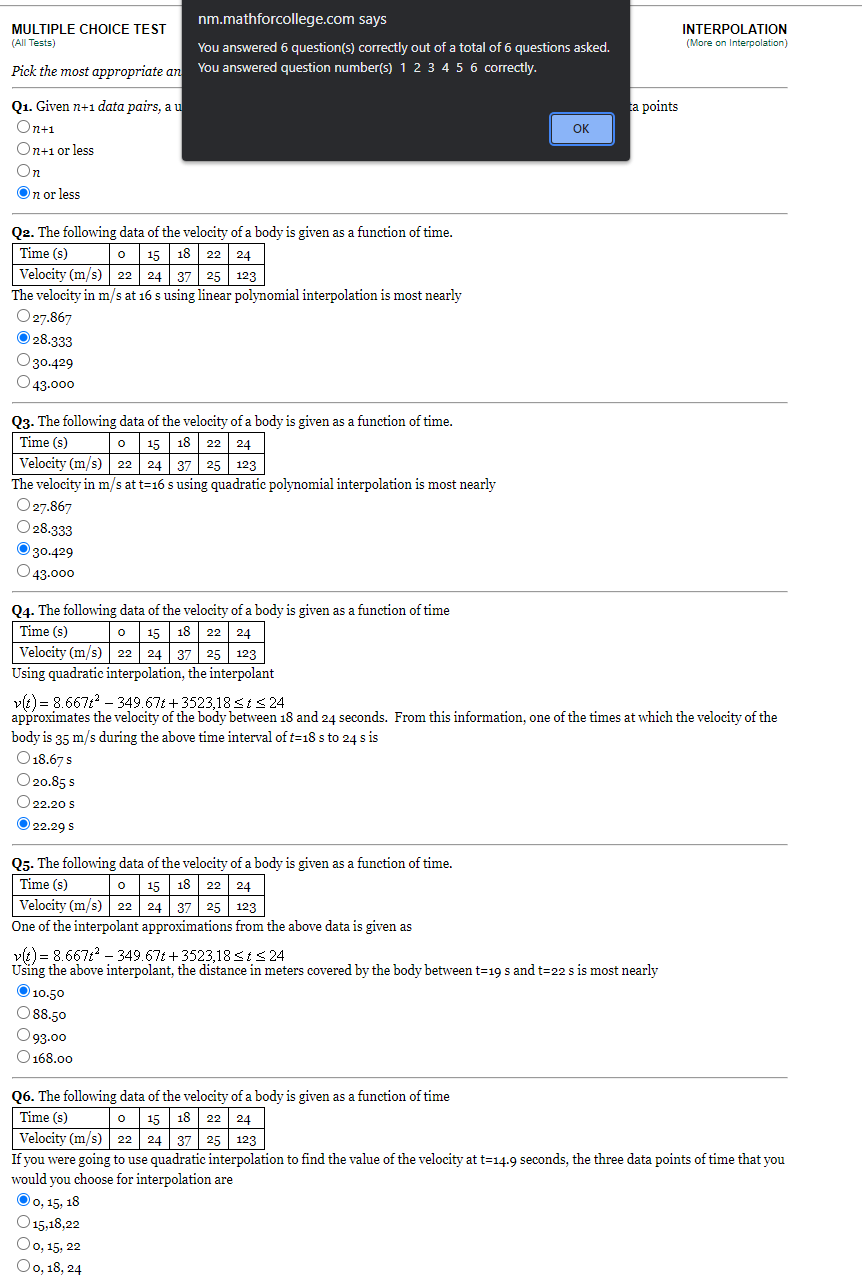 nm.mathforcollege.com says
You answered 6 question(s) correctly out of a total of 6 questions asked.
You answered question number(s) 1 2 3 4 5 6 correctly.
OK
MULTIPLE CHOICE TEST
(All Tests)
INTERPOLATION
(More on Interpolation)
Pick the most appropriate an
Q1. Given n+1 data pairs, a u
ta points
n+1
n+1 or less
n
n or less
Q2. The following data of the velocity of a body is given as a function of time.
Time (s) 0 15 18 22 24
Velocity (m/s) 22 24 37 25 123
The velocity in m/s at 16 s using linear polynomial interpolation is most nearly
27.867
28.333
30.429
43.000
Q3. The following data of the velocity of a body is given as a function of time.
Time (s) 0 15 18 22 24
Velocity (m/s) 22 24 37 25 123
The velocity in m/s at t=16 s using quadratic polynomial interpolation is most nearly
27.867
28.333
30.429
43.000
Q4. The following data of the velocity of a body is given as a function of time
Time (s) 0 15 18 22 24
Velocity (m/s) 22 24 37 25 123
Using quadratic interpolation, the interpolant
v(t) = 8.667t² − 349.67t + 3523,18 ≤ t ≤ 24
approximates the velocity of the body between 18 and 24 seconds. From this information, one of the times at which the velocity of the
body is 35 m/s during the above time interval of t=18 s to 24 s is
18.67 s
20.85 s
22.20 s
22.29 s
Q5. The following data of the velocity of a body is given as a function of time.
Time (s) 0 15 18 22 24
Velocity (m/s) 22 24 37 25 123
One of the interpolant approximations from the above data is given as
v(t) = 8.667t² − 349.67t + 3523,18 ≤ t ≤ 24
Using the above interpolant, the distance in meters covered by the body between t=19 s and t=22 s is most nearly
10.50
88.50
93.00
168.00
Q6. The following data of the velocity of a body is given as a function of time
Time (s) 0 15 18 22 24
Velocity (m/s) 22 24 37 25 123
If you were going to use quadratic interpolation to find the value of the velocity at t=14.9 seconds, the three data points of time that you
would you choose for interpolation are
0, 15, 18
15,18,22
0, 15, 22
0, 18, 24